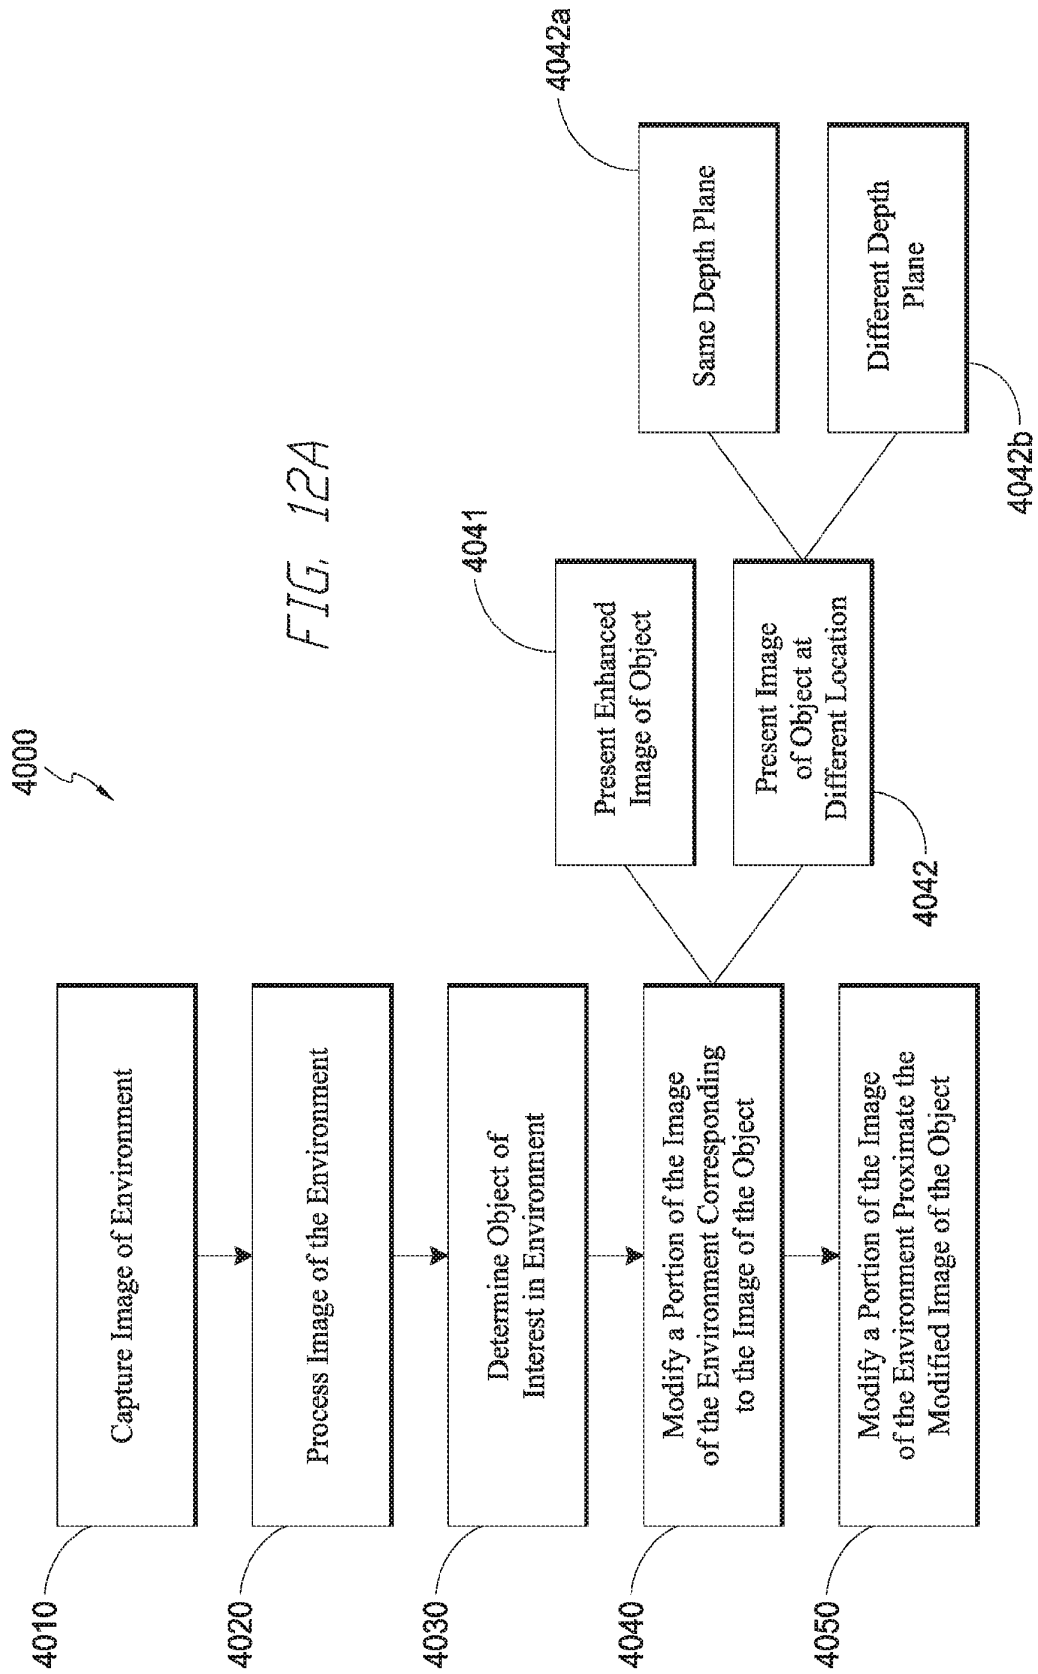 4000
FIG. 12A
4010
Capture Image of Environment
4020
Process Image of the Environment
4030
Determine Object of
Interest in Environment
4040
Modify a Portion of the Image
of the Environment Corresponding
to the Image of the Object
4041
Present Enhanced
Image of Object
4042
Present Image
of Object at
Different Location
4042a
Same Depth Plane
4042b
Different Depth
Plane
4050
Modify a Portion of the Image
of the Environment Proximate the
Modified Image of the Object